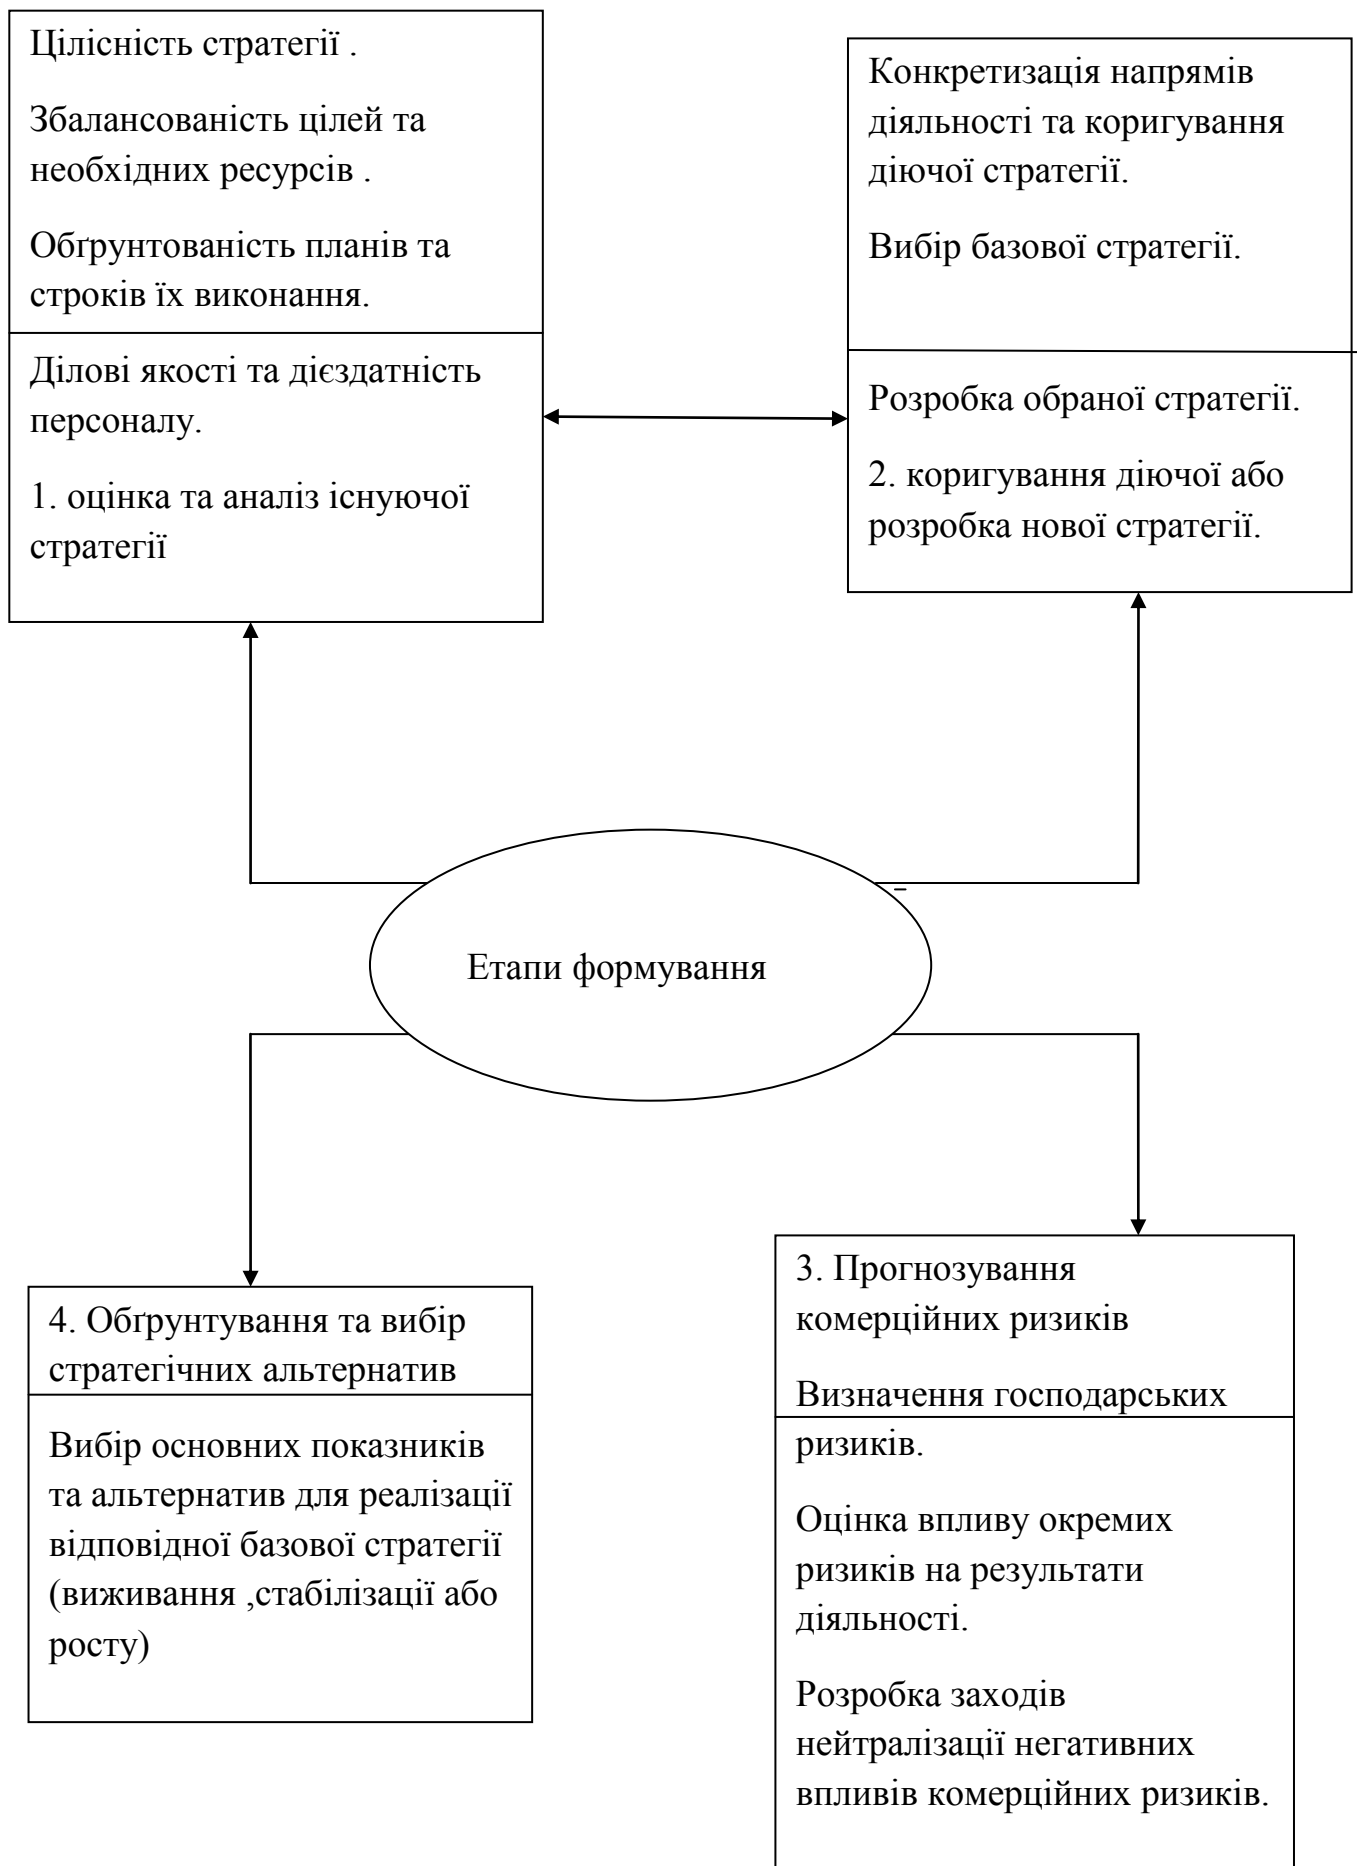 Цілісність стратегії .
Збалансованість цілей та
необхідних ресурсів .
Обґрунтованість планів та
строків їх виконання.
Ділові якості та дієздатність
персоналу.
1. оцінка та аналіз існуючої
стратегії
Конкретизація напрямів
діяльності та коригування
діючої стратегії.
Вибір базової стратегії.
Розробка обраної стратегії.
2. коригування діючої або
розробка нової стратегії.
Етапи формування
4. Обґрунтування та вибір
стратегічних альтернатив
Вибір основних показників
та альтернатив для реалізації
відповідної базової стратегії
(виживання ,стабілізації або
росту)
3. Прогнозування
комерційних ризиків
Визначення господарських
ризиків.
Оцінка впливу окремих
ризиків на результати
діяльності.
Розробка заходів
нейтралізації негативних
впливів комерційних ризиків.